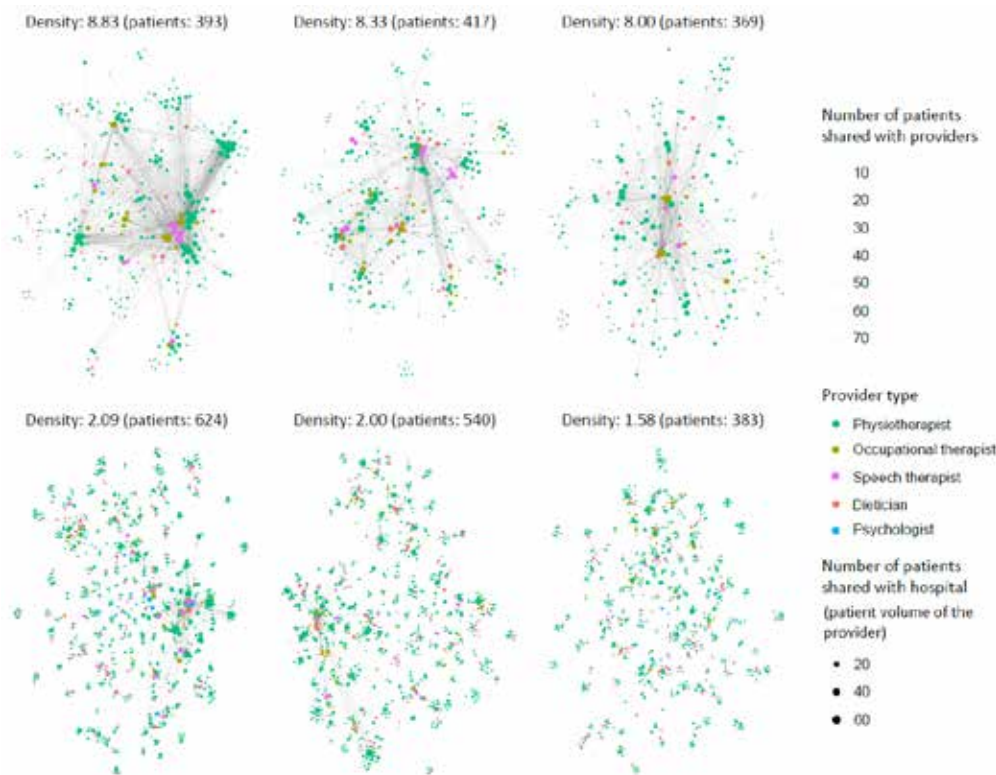 Density: 8.83 (patients: 393)
Density: 8.33 (patients: 417)
Density: 8.00 (patients: 369)
Number of patients
shared with providers
10
20
30
40
50
60
70
Density: 2.09 (patients: 624)
Density: 2.00 (patients: 540)
Density: 1.58 (patients: 383)
Provider type
Physiotherapist
Occupational therapist
Speech therapist
Dietician
Psychologist
Number of patients
shared with hospital
(patient volume of the
provider)
20
40
60